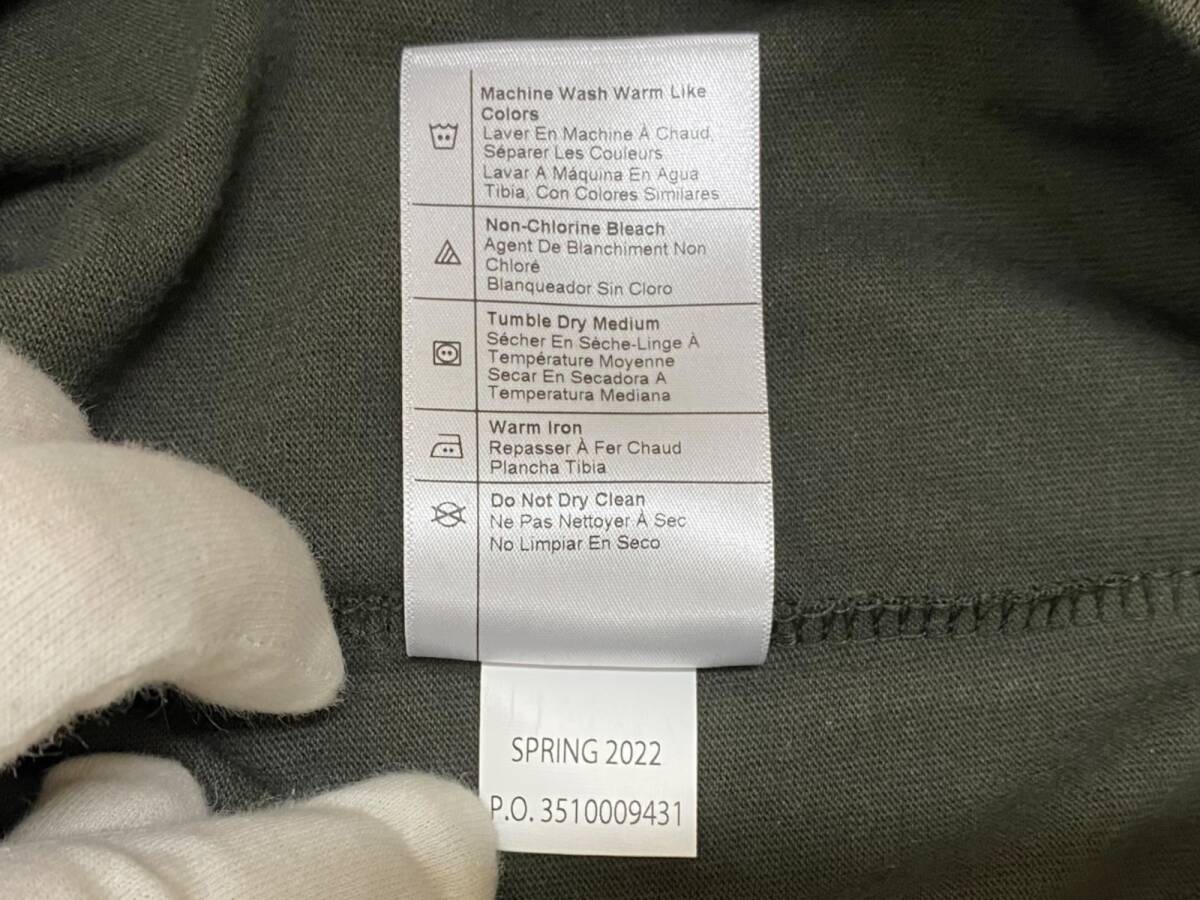 Machine Wash Warm Like
Colors
Laver En Machine À Chaud,
Séparer Les Couleurs
Lavar A Máquina En Agua
Tibia, Con Colores Similares
Non-Chlorine Bleach
Agent De Blanchiment Non
Chloré
Blanqueador Sin Cloro
Tumble Dry Medium
Sécher En Sèche-Linge À
Température Moyenne
Secar En Secadora A
Temperatura Mediana
Warm Iron
Repasser À Fer Chaud
Plancha Tibia
Do Not Dry Clean
Ne Pas Nettoyer À Sec
No Limpiar En Seco
SPRING 2022
P.O. 3510009431